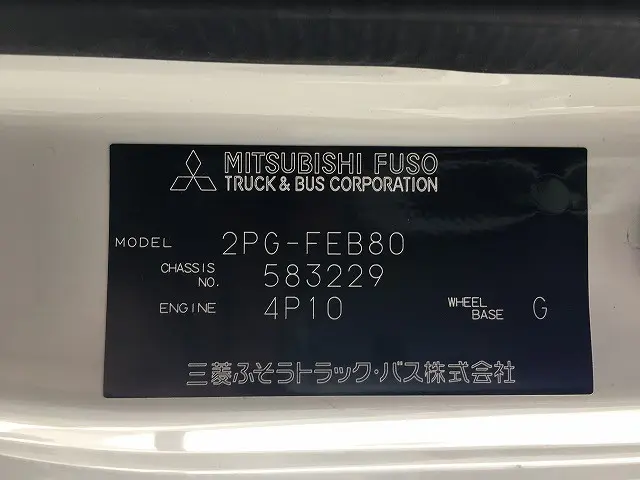 MITSUBISHI FUSO
TRUCK & BUS CORPORATION
MODEL 2PG-FEB80
CHASSIS NO. 583229
ENGINE 4P10 WHEEL BASE G
三菱ふそうトラック・バス株式会社